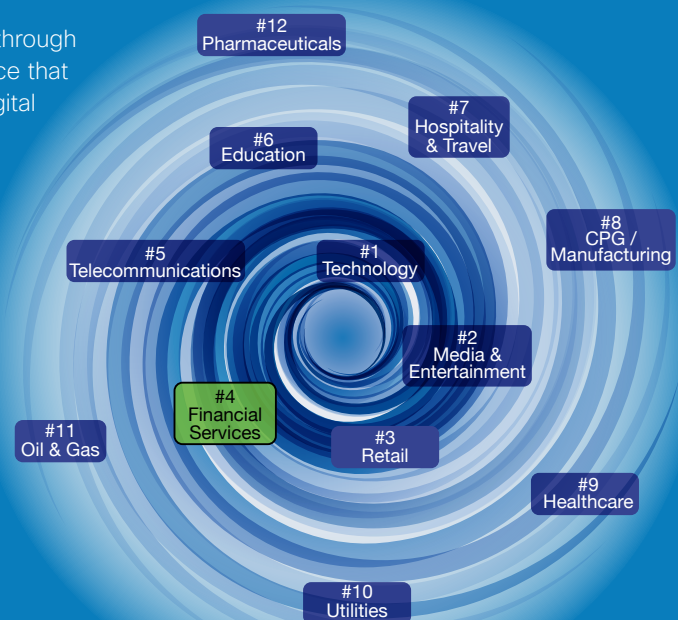 through
ce that
gital
#12
Pharmaceuticals
#7
Hospitality
& Travel
#6
Education
#8
CPG /
Manufacturing
#5
Telecommunications
#1
Technology
#2
Media &
Entertainment
#4
Financial
Services
#11
Oil & Gas
#3
Retail
#9
Healthcare
#10
Utilities